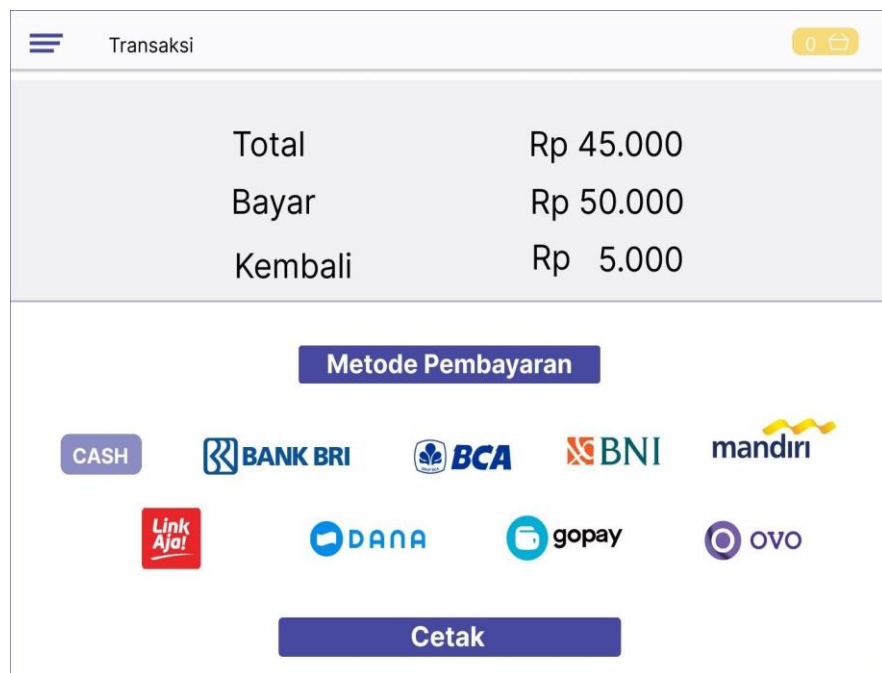 Transaksi 0
Total Rp 45.000
Bayar Rp 50.000
Kembali Rp 5.000
Metode Pembayaran
CASH BANK BRI BCA BNI mandiri
Link Aja! DANA gopay OVO
Cetak